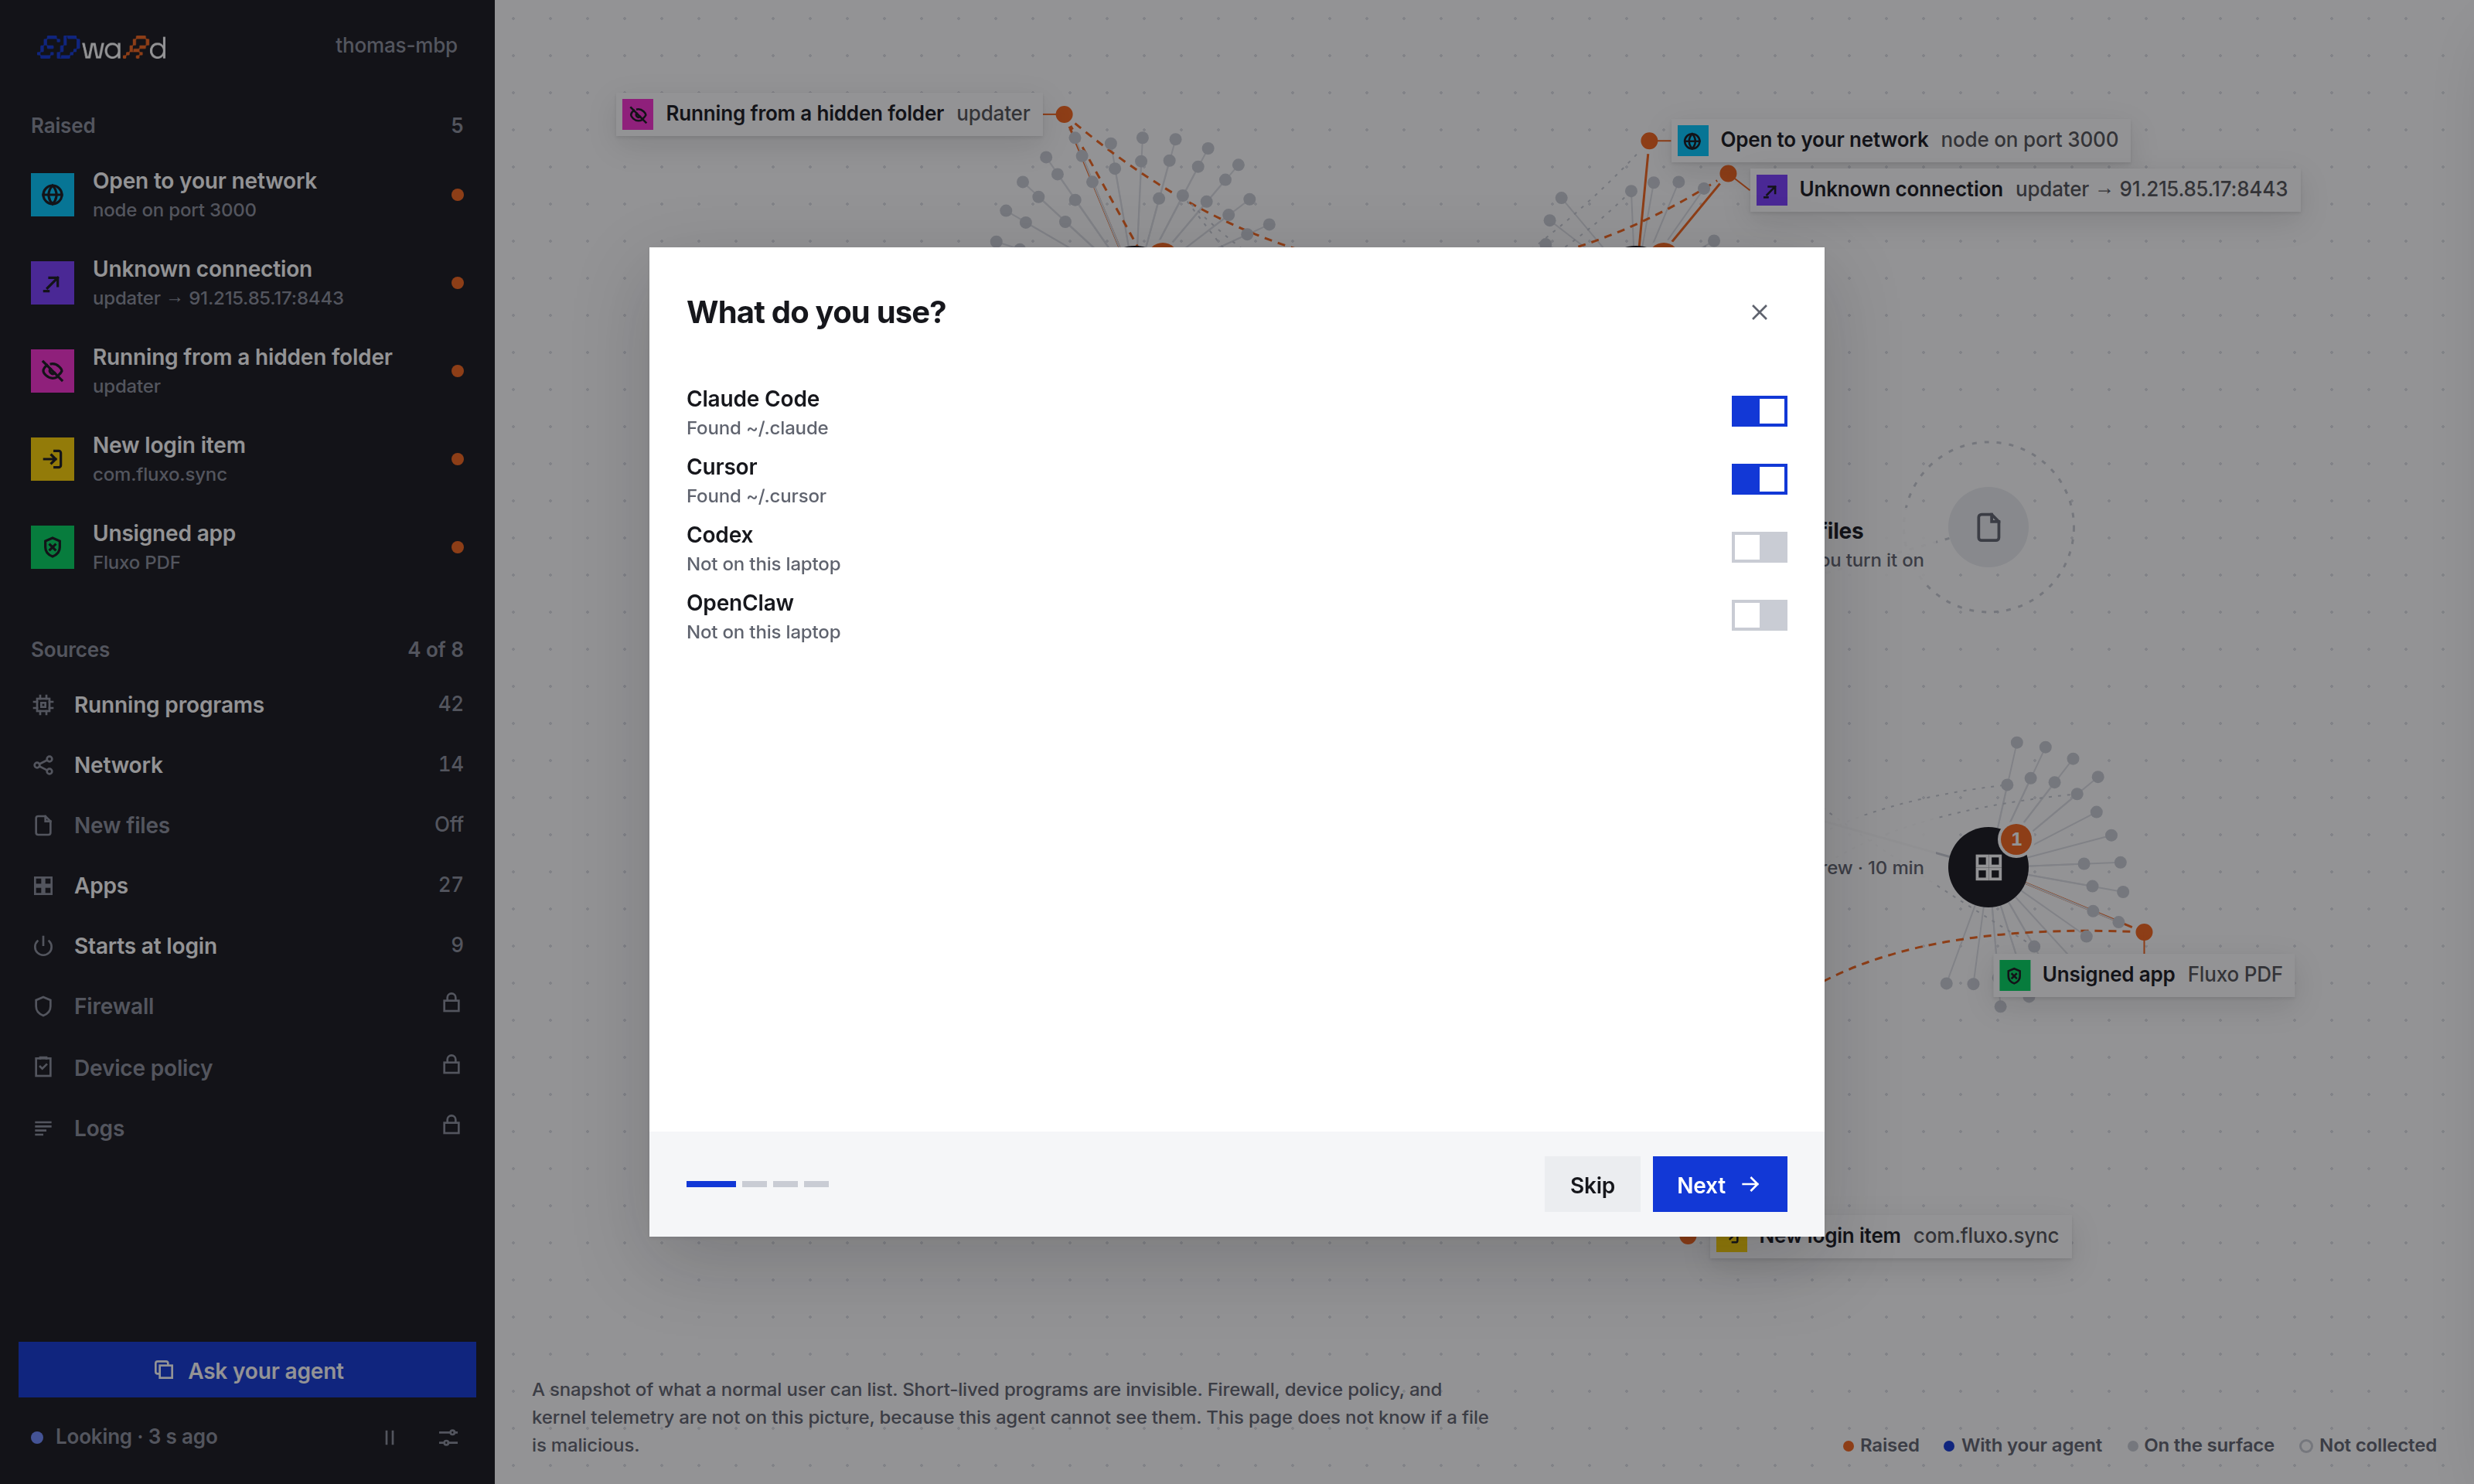 EDwaRd
thomas-mbp
Raised 5
Open to your network
node on port 3000
Unknown connection
updater → 91.215.85.17:8443
Running from a hidden folder
updater
New login item
com.fluxo.sync
Unsigned app
Fluxo PDF
Sources 4 of 8
Running programs 42
Network 14
New files Off
Apps 27
Starts at login 9
Firewall
Device policy
Logs
Ask your agent
Looking · 3 s ago
Running from a hidden folder updater
Open to your network node on port 3000
Unknown connection updater → 91.215.85.17:8443
What do you use?
Claude Code
Found ~/.claude
Cursor
Found ~/.cursor
Codex
Not on this laptop
OpenClaw
Not on this laptop
Skip
Next
files
ou turn it on
rew · 10 min
1
Unsigned app Fluxo PDF
New login item com.fluxo.sync
A snapshot of what a normal user can list. Short-lived programs are invisible. Firewall, device policy, and
kernel telemetry are not on this picture, because this agent cannot see them. This page does not know if a file
is malicious.
Raised
With your agent
On the surface
Not collected